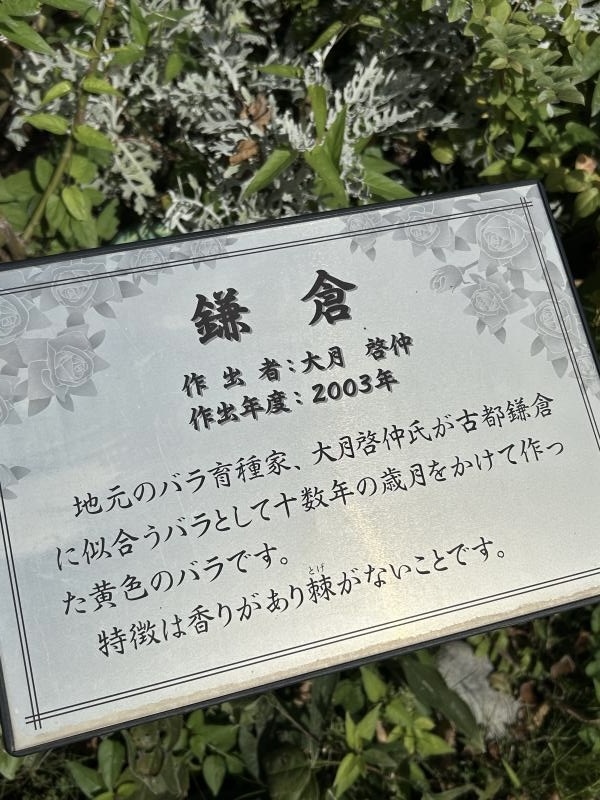 鎌 倉
作 出 者：大月 啓仲
作出年度：2003年
地元のバラ育種家、大月啓仲氏が古都鎌倉
に似合うバラとして十数年の歳月をかけて作っ
た黄色のバラです。
とげ
特徴は香りがあり棘がないことです。